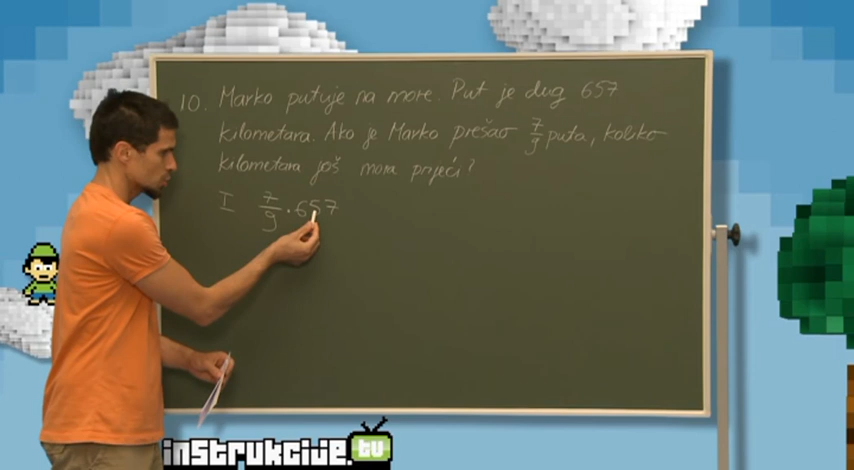 10. Marko putuje na more. Put je dug 657
kilometara. Ako je Marko prešao 7/9 puta, koliko
kilometara još mora prijeći?
I 7/9 · 657
instrukcije.tv